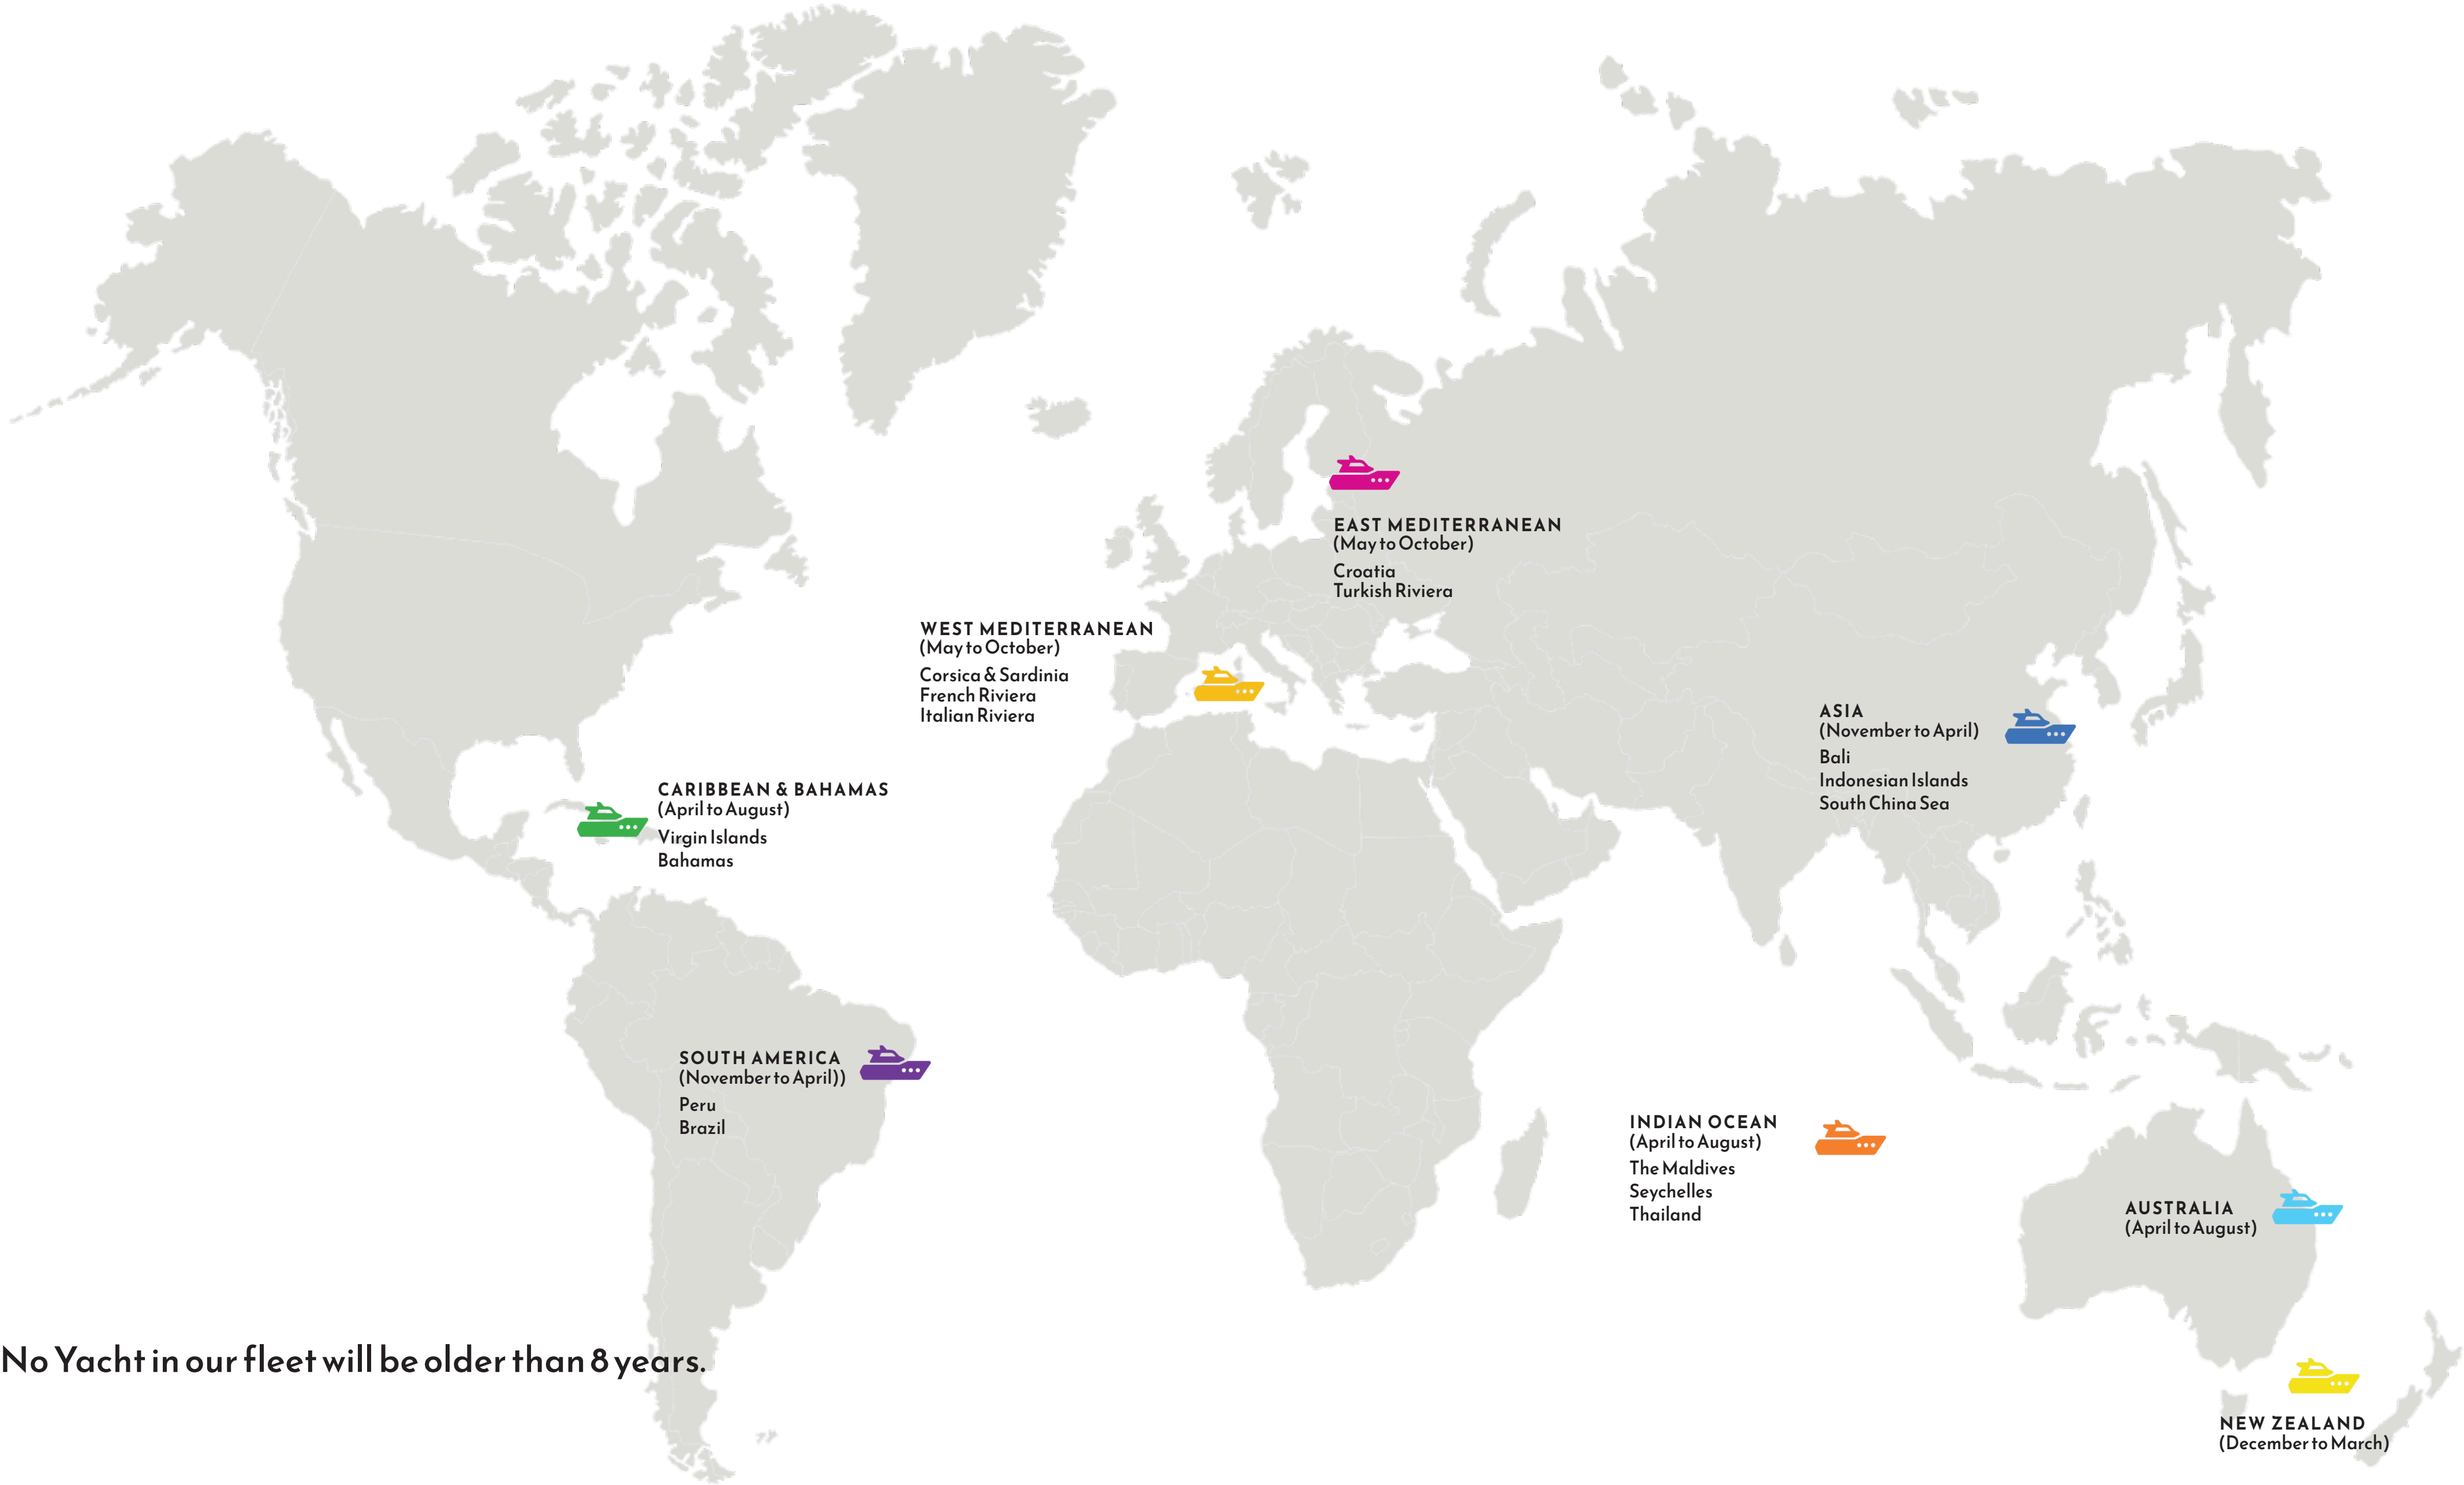 EAST MEDITERRANEAN
(May to October)
Croatia
Turkish Riviera
WEST MEDITERRANEAN
(May to October)
Corsica & Sardinia
French Riviera
Italian Riviera
ASIA
(November to April)
Bali
Indonesian Islands
South China Sea
CARIBBEAN & BAHAMAS
(April to August)
Virgin Islands
Bahamas
SOUTH AMERICA
(November to April))
Peru
Brazil
INDIAN OCEAN
(April to August)
The Maldives
Seychelles
Thailand
AUSTRALIA
(April to August)
No Yacht in our fleet will be older than 8 years.
NEW ZEALAND
(December to March)